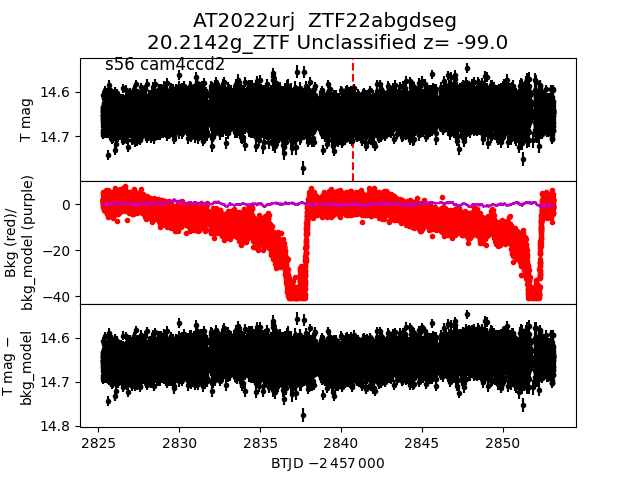 AT2022urj  ZTF22abgdseg
20.2142g_ZTF Unclassified z= -99.0
s56 cam4ccd2
14.6
14.7
T mag
0
−20
−40
Bkg (red)/
bkg_model (purple)
14.6
14.7
14.8
T mag −
bkg_model
2825 2830 2835 2840 2845 2850
BTJD −2 457 000